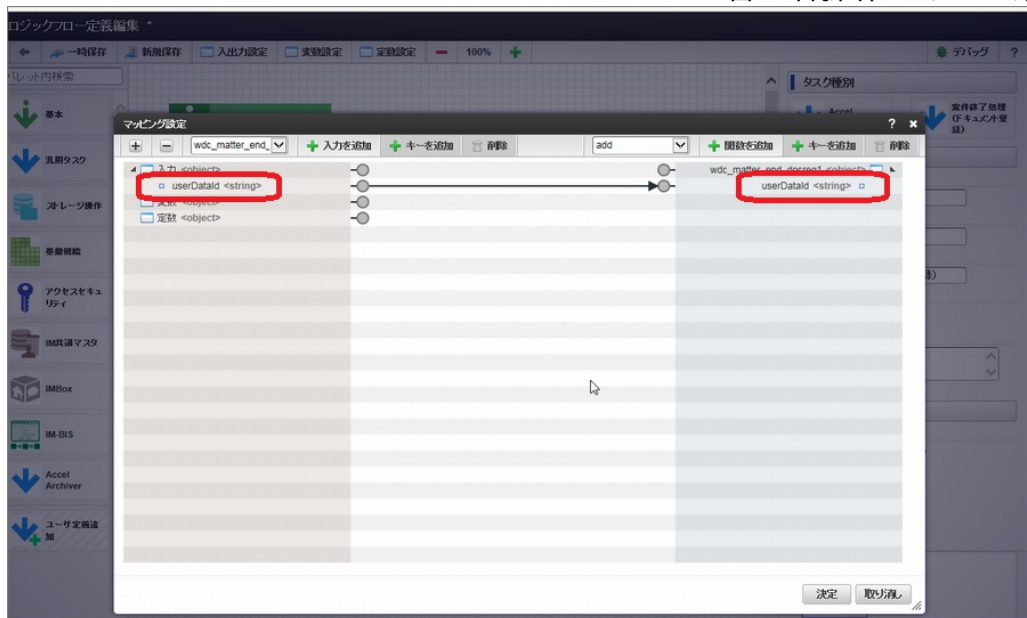 ロジックフロー定義編集 *
一時保存 新規保存 入出力設定 変数設定 定数設定 100% デバッグ ?
パレット内検索
タスク種別
基本
Accel
案件終了処理(ドキュメント登録)
マッピング設定 ? ×
wdc_matter_end_ 入力を追加 キーを追加 削除 add 関数を追加 キーを追加 削除
入力 <object> wdc_matter_end_docreg1 <object>
userDataId <string> userDataId <string>
変数 <object>
定数 <object>
汎用タスク
ストレージ操作
基盤機能
アクセスセキュリティ
IM共通マスタ
IMBox
IM-BIS
Accel
Archiver
ユーザ定義追加
決定 取り消し